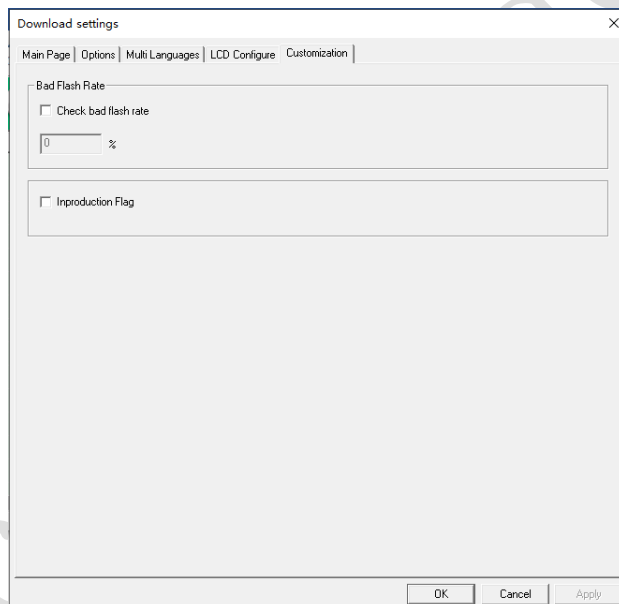 Download settings
Main Page Options Multi Languages LCD Configure Customization
Bad Flash Rate
Check bad flash rate
0 %
Inproduction Flag
OK Cancel Apply